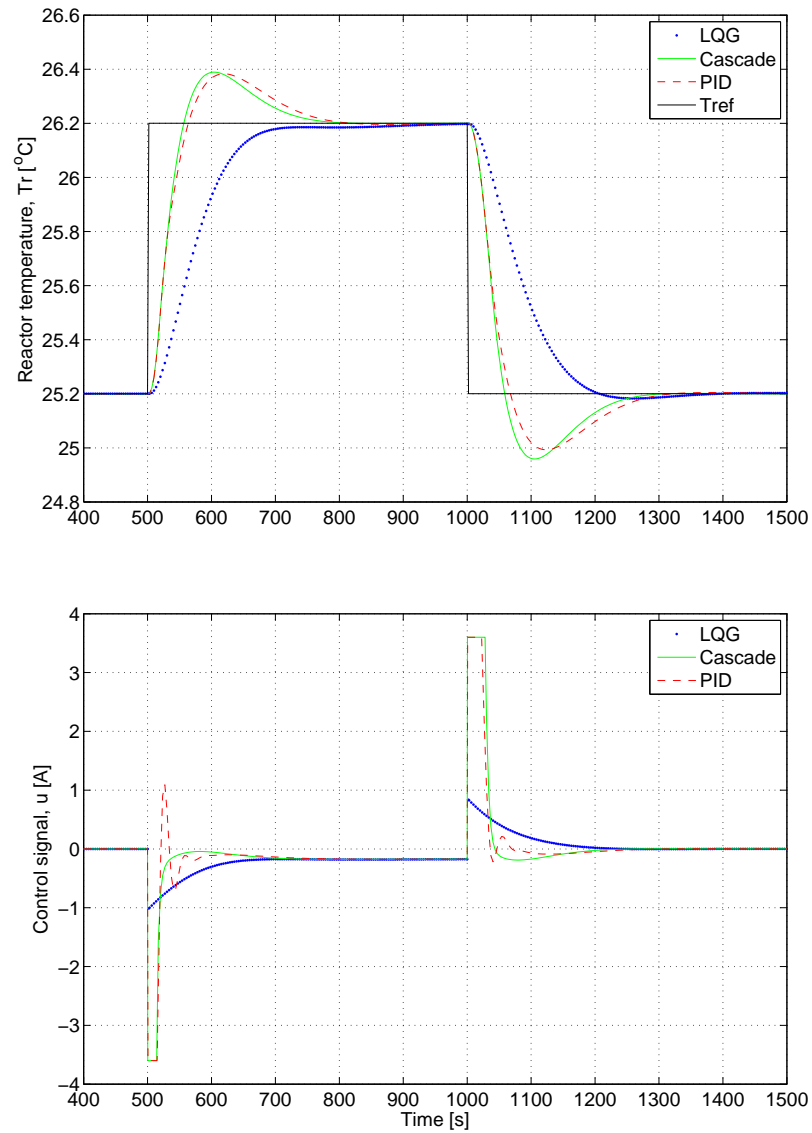 26.6
26.4
26.2
26
25.8
25.6
25.4
25.2
25
24.8
Reactor temperature, Tr [°C]
LQG
Cascade
PID
Tref
400 500 600 700 800 900 1000 1100 1200 1300 1400 1500
4
3
2
1
0
−1
−2
−3
−4
Control signal, u [A]
LQG
Cascade
PID
400 500 600 700 800 900 1000 1100 1200 1300 1400 1500
Time [s]